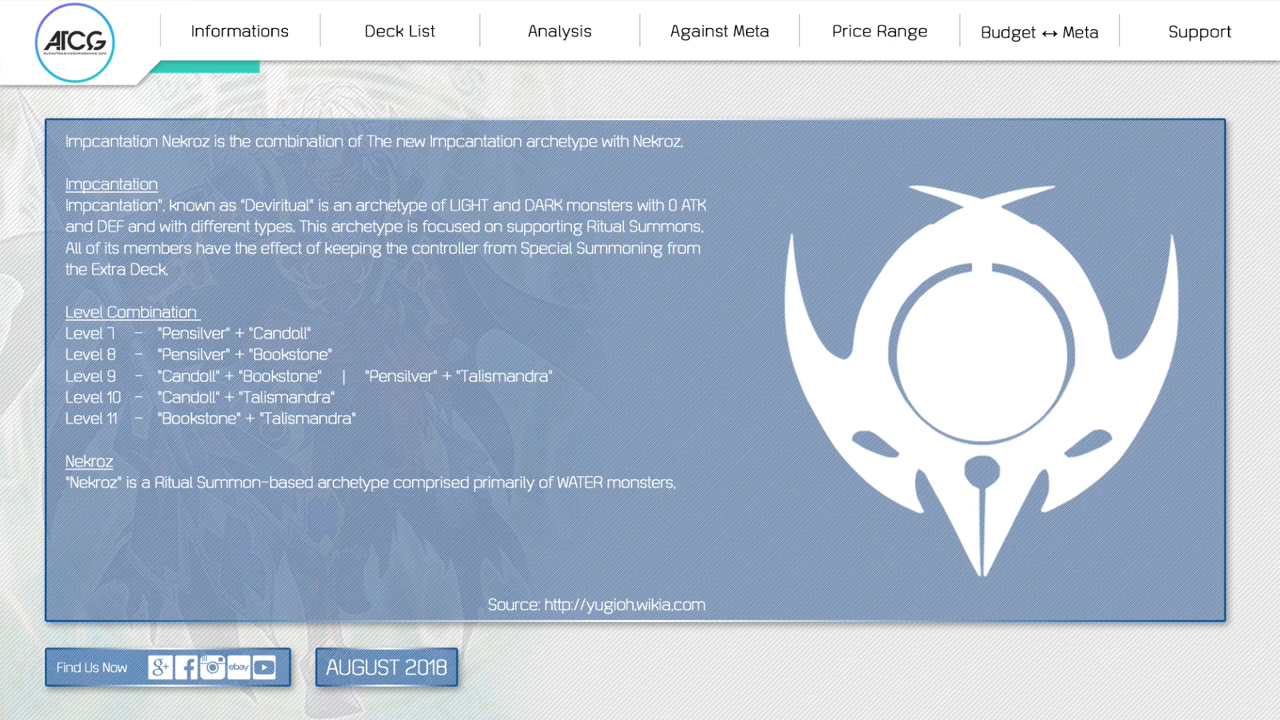 ATCG
ALPHATRADINGCARDGAMES.COM
Informations
Deck List
Analysis
Against Meta
Price Range
Budget ↔ Meta
Support
Impcantation Nekroz is the combination of The new Impcantation archetype with Nekroz.
Impcantation
Impcantation", known as "Deviritual" is an archetype of LIGHT and DARK monsters with 0 ATK
and DEF and with different types. This archetype is focused on supporting Ritual Summons.
All of its members have the effect of keeping the controller from Special Summoning from
the Extra Deck.
Level Combination
Level 7 - "Pensilver" + "Candoll"
Level 8 - "Pensilver" + "Bookstone"
Level 9 - "Candoll" + "Bookstone" | "Pensilver" + "Talismandra"
Level 10 - "Candoll" + "Talismandra"
Level 11 - "Bookstone" + "Talismandra"
Nekroz
"Nekroz" is a Ritual Summon-based archetype comprised primarily of WATER monsters.
Source: http://yugioh.wikia.com
Find Us Now
g+
ebay
AUGUST 2018